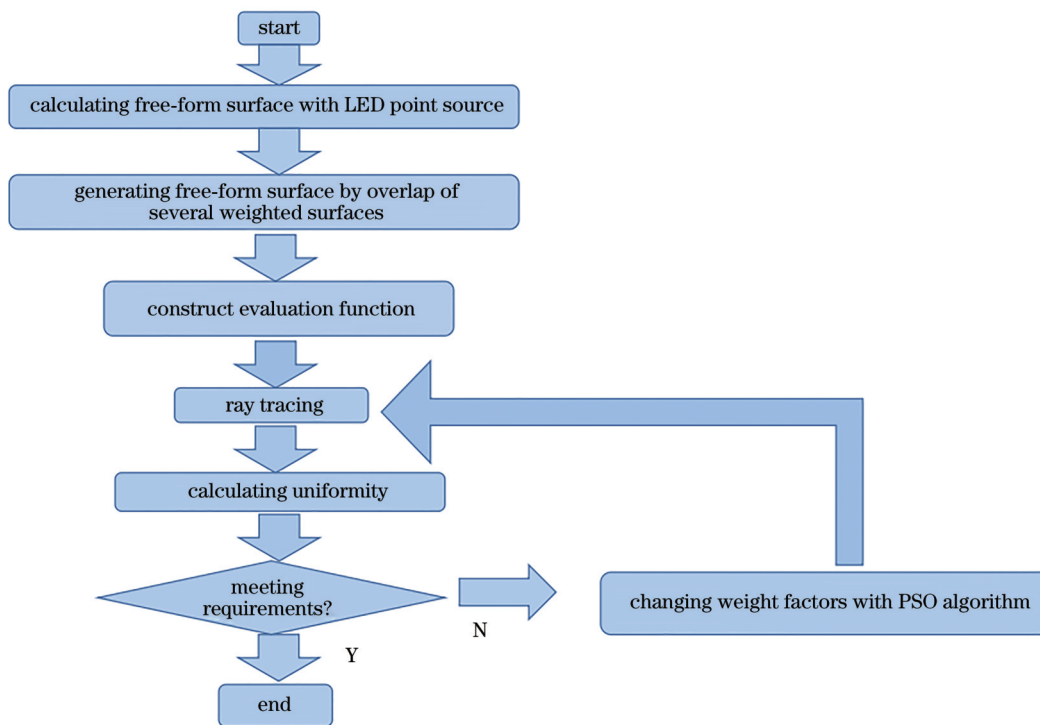 start
calculating free-form surface with LED point source
generating free-form surface by overlap of
several weighted surfaces
construct evaluation function
ray tracing
calculating uniformity
meeting
requirements?
N
changing weight factors with PSO algorithm
Y
end